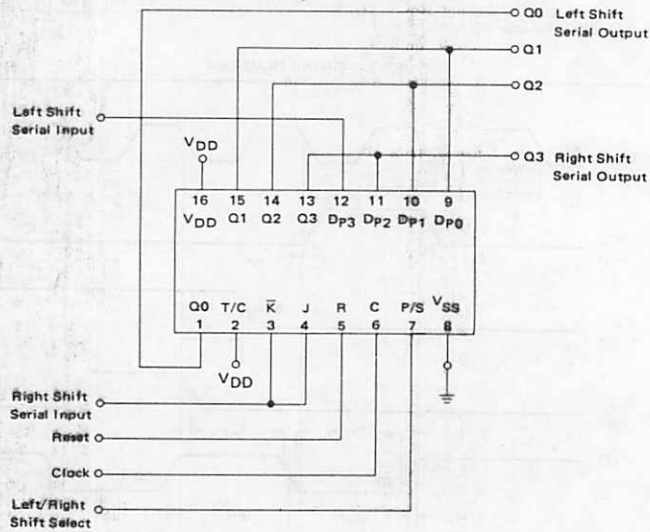 Q0 Left Shift
Serial Output
Q1
Q2
Left Shift
Serial Input
VDD
Q3 Right Shift
Serial Output
16 15 14 13 12 11 10 9
VDD Q1 Q2 Q3 DP3 DP2 DP1 DP0
Q0 T/C K̅ J R C P/S VSS
1 2 3 4 5 6 7 8
VDD
Right Shift
Serial Input
Reset
Clock
Left/Right
Shift Select